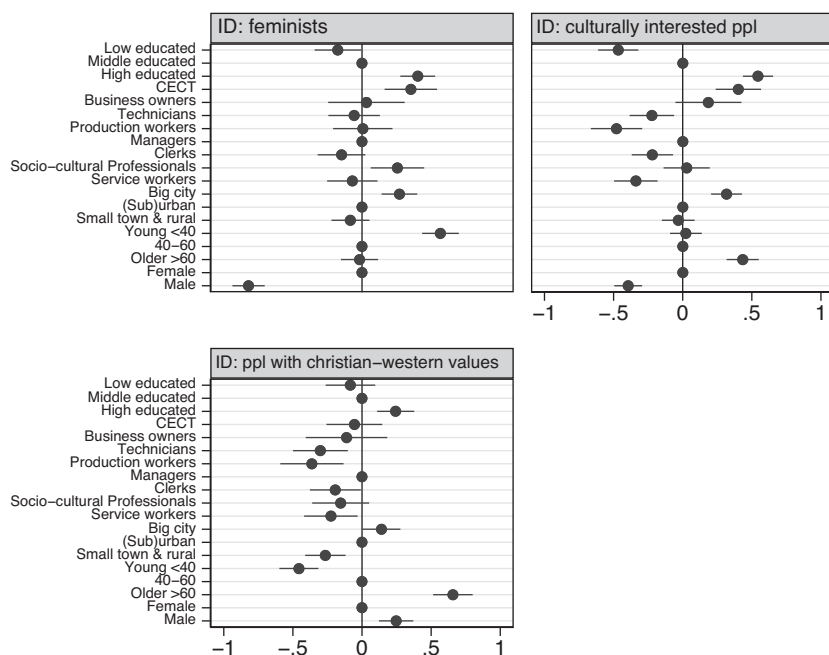 ID: feminists
Low educated
Middle educated
High educated
CECT
Business owners
Technicians
Production workers
Managers
Clerks
Socio−cultural Professionals
Service workers
Big city
(Sub)urban
Small town & rural
Young <40
40−60
Older >60
Female
Male
ID: culturally interested ppl
−1 −.5 0 .5 1
ID: ppl with christian−western values
Low educated
Middle educated
High educated
CECT
Business owners
Technicians
Production workers
Managers
Clerks
Socio−cultural Professionals
Service workers
Big city
(Sub)urban
Small town & rural
Young <40
40−60
Older >60
Female
Male
−1 −.5 0 .5 1